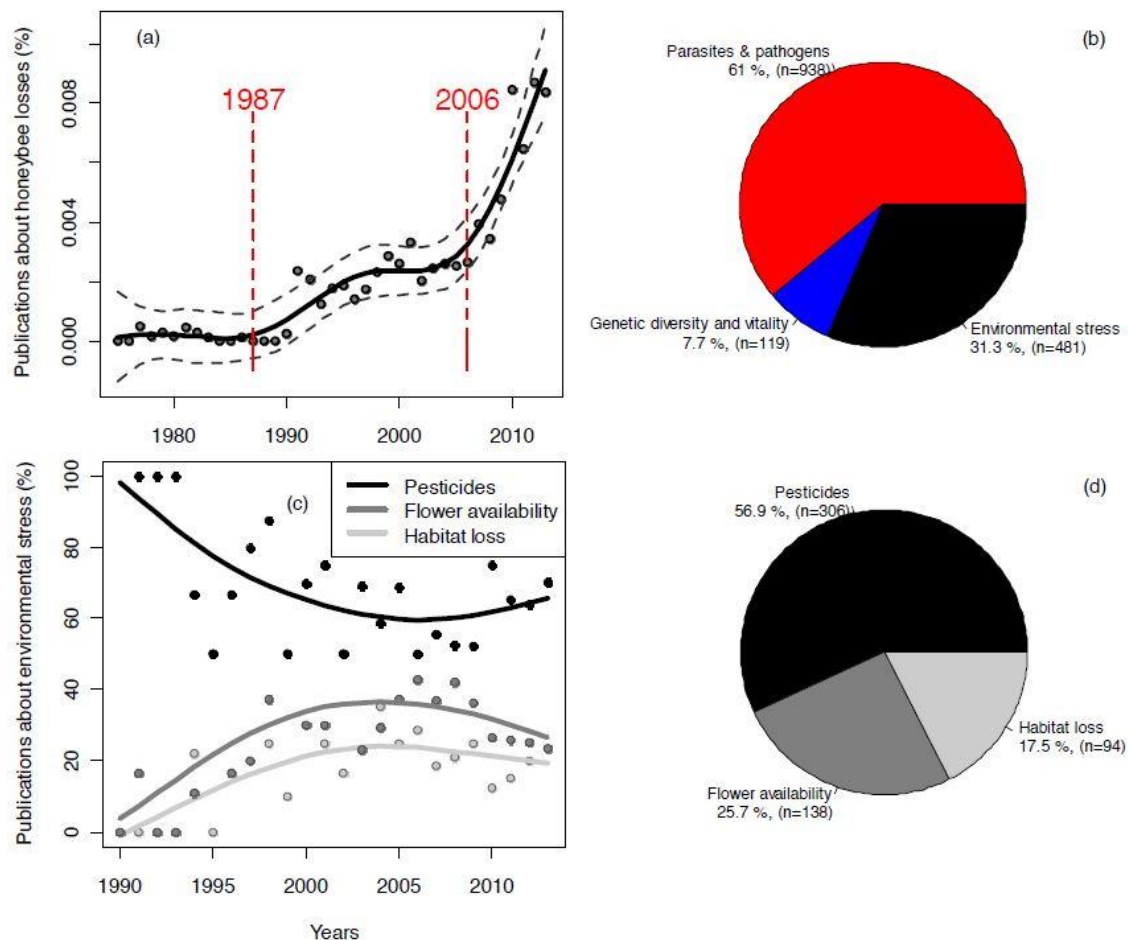 (a)
Publications about honeybee losses (%)
0.008
0.004
0.000
1987
2006
1980
1990
2000
2010
(b)
Parasites & pathogens
61 %, (n=938))
Genetic diversity and vitality
7.7 %, (n=119)
Environmental stress
31.3 %, (n=481)
(c)
Publications about environmental stress (%)
100
80
60
40
20
0
Pesticides
Flower availability
Habitat loss
1990
1995
2000
2005
2010
Years
(d)
Pesticides
56.9 %, (n=306))
Habitat loss
17.5 %, (n=94)
Flower availability
25.7 %, (n=138)